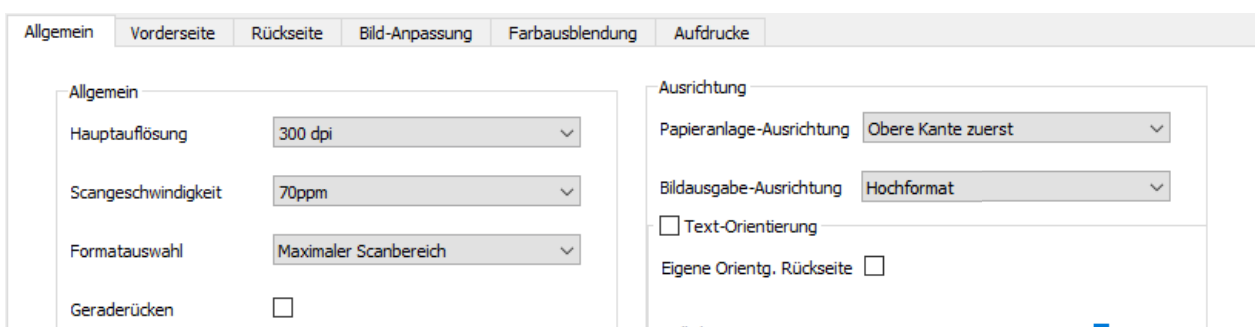 Allgemein Vorderseite Rückseite Bild-Anpassung Farbausblendung Aufdrucke
Allgemein
Hauptauflösung 300 dpi
Scangeschwindigkeit 70ppm
Formatauswahl Maximaler Scanbereich
Geraderücken
Ausrichtung
Papieranlage-Ausrichtung Obere Kante zuerst
Bildausgabe-Ausrichtung Hochformat
Text-Orientierung
Eigene Orientg. Rückseite